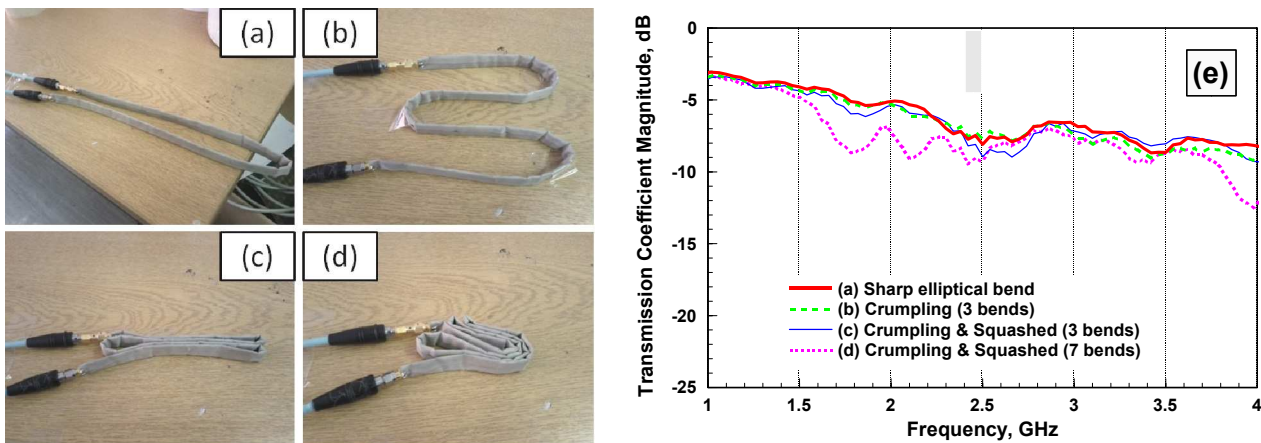 (a)
(b)
(c)
(d)
(e)
Transmission Coefficient Magnitude, dB
0
-5
-10
-15
-20
-25
(a) Sharp elliptical bend
(b) Crumpling (3 bends)
(c) Crumpling & Squashed (3 bends)
(d) Crumpling & Squashed (7 bends)
1
1.5
2
2.5
3
3.5
4
Frequency, GHz